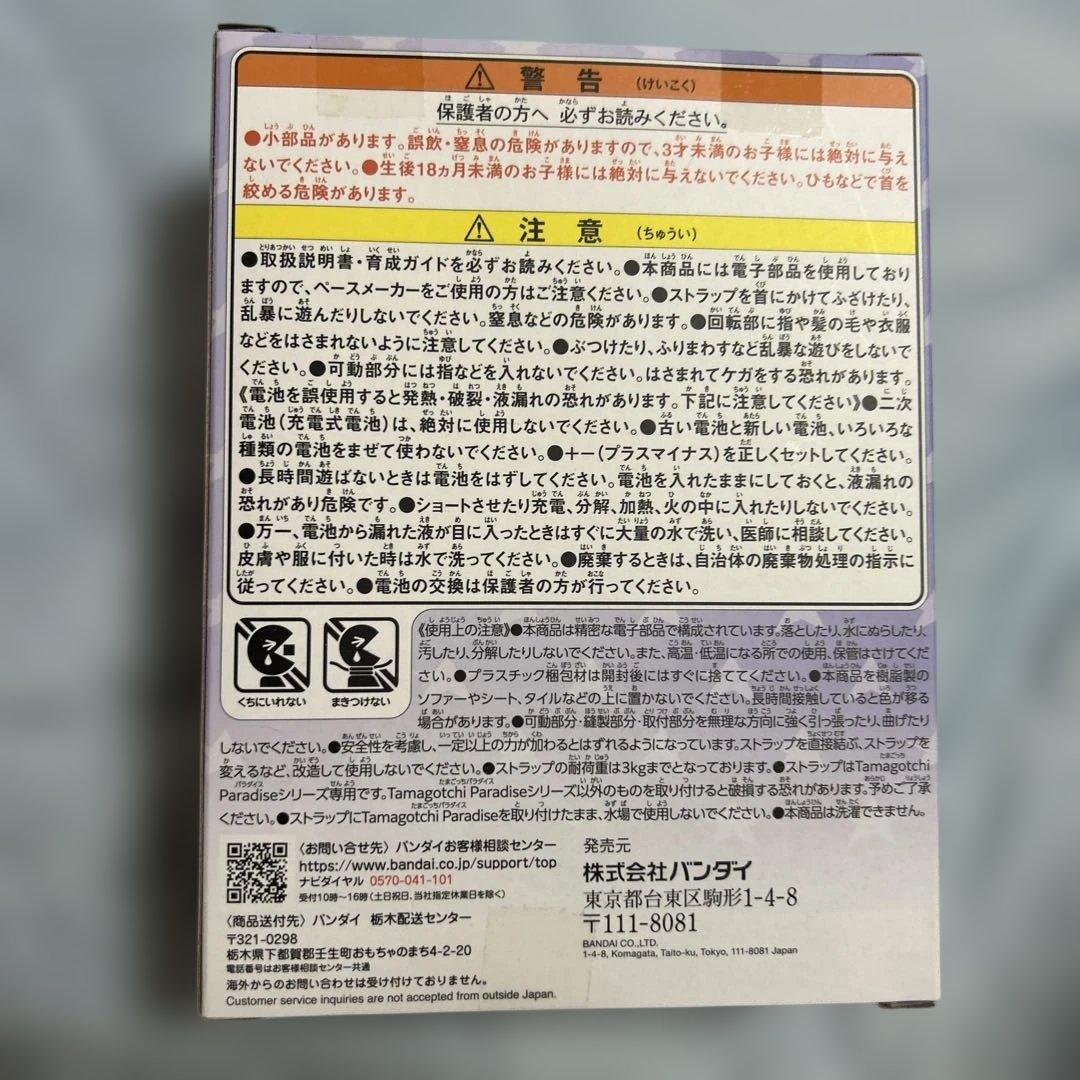 ⚠ 警告 (けいこく)
保護者の方へ 必ずお読みください。
●小部品があります。誤飲・窒息の危険がありますので、3才未満のお子様には絶対に与え
ないでください。●生後18ヵ月未満のお子様には絶対に与えないでください。ひもなどで首を
絞める危険があります。
⚠ 注意 (ちゅうい)
●取扱説明書・育成ガイドを必ずお読みください。●本商品には電子部品を使用しており
ますので、ペースメーカーをご使用の方はご注意ください。●ストラップを首にかけてふざけたり、
乱暴に遊んだりしないでください。窒息などの危険があります。●回転部に指や髪の毛や衣服
などをはさまれないように注意してください。●ぶつけたり、ふりまわすなど乱暴な遊びをしないで
ください。●可動部分には指などを入れないでください。はさまれてケガをする恐れがあります。
《電池を誤使用すると発熱・破裂・液漏れの恐れがあります。下記に注意してください》●二次
電池(充電式電池)は、絶対に使用しないでください。●古い電池と新しい電池、いろいろな
種類の電池をまぜて使わないでください。●＋－(プラスマイナス)を正しくセットしてください。
●長時間遊ばないときは電池をはずしてください。電池を入れたままにしておくと、液漏れの
恐れがあり危険です。●ショートさせたり充電、分解、加熱、火の中に入れたりしないでください。
●万一、電池から漏れた液が目に入ったときはすぐに大量の水で洗い、医師に相談してください。
皮膚や服に付いた時は水で洗ってください。●廃棄するときは、自治体の廃棄物処理の指示に
従ってください。●電池の交換は保護者の方が行ってください。
くちにいれない
まきつけない
《使用上の注意》●本商品は精密な電子部品で構成されています。落としたり、水にぬらしたり、
汚したり、分解したりしないでください。また、高温・低温になる所での使用、保管はさけてくだ
さい。●プラスチック梱包材は開封後にはすぐに捨ててください。●本商品を樹脂製の
ソファーやシート、タイルなどの上に置かないでください。長時間接触していると色が移る
場合があります。●可動部分・縫製部分・取付部分を無理な方向に強く引っ張ったり、曲げたり
しないでください。●安全性を考慮し、一定以上の力が加わるとはずれるようになっています。ストラップを直接結ぶ、ストラップを
変えるなど、改造して使用しないでください。●ストラップの耐荷重は3kgまでとなっております。●ストラップはTamagotchi
Paradiseシリーズ専用です。Tamagotchi Paradiseシリーズ以外のものを取り付けると破損する恐れがあります。予めご了承
ください。●ストラップにTamagotchi Paradiseを取り付けたまま、水場で使用しないでください。●本商品は洗濯できません。
〈お問い合せ先〉バンダイお客様相談センター
https://www.bandai.co.jp/support/top
ナビダイヤル 0570-041-101
受付10時～16時(土日祝日、当社指定休業日を除く)
〈商品送付先〉バンダイ 栃木配送センター
〒321-0298
栃木県下都賀郡壬生町おもちゃのまち4-2-20
電話番号はお客様相談センター共通
海外からのお問い合わせは受け付けておりません。
Customer service inquiries are not accepted from outside Japan.
発売元
株式会社バンダイ
東京都台東区駒形1-4-8
〒111-8081
BANDAI CO.,LTD.
1-4-8, Komagata, Taito-ku, Tokyo, 111-8081 Japan